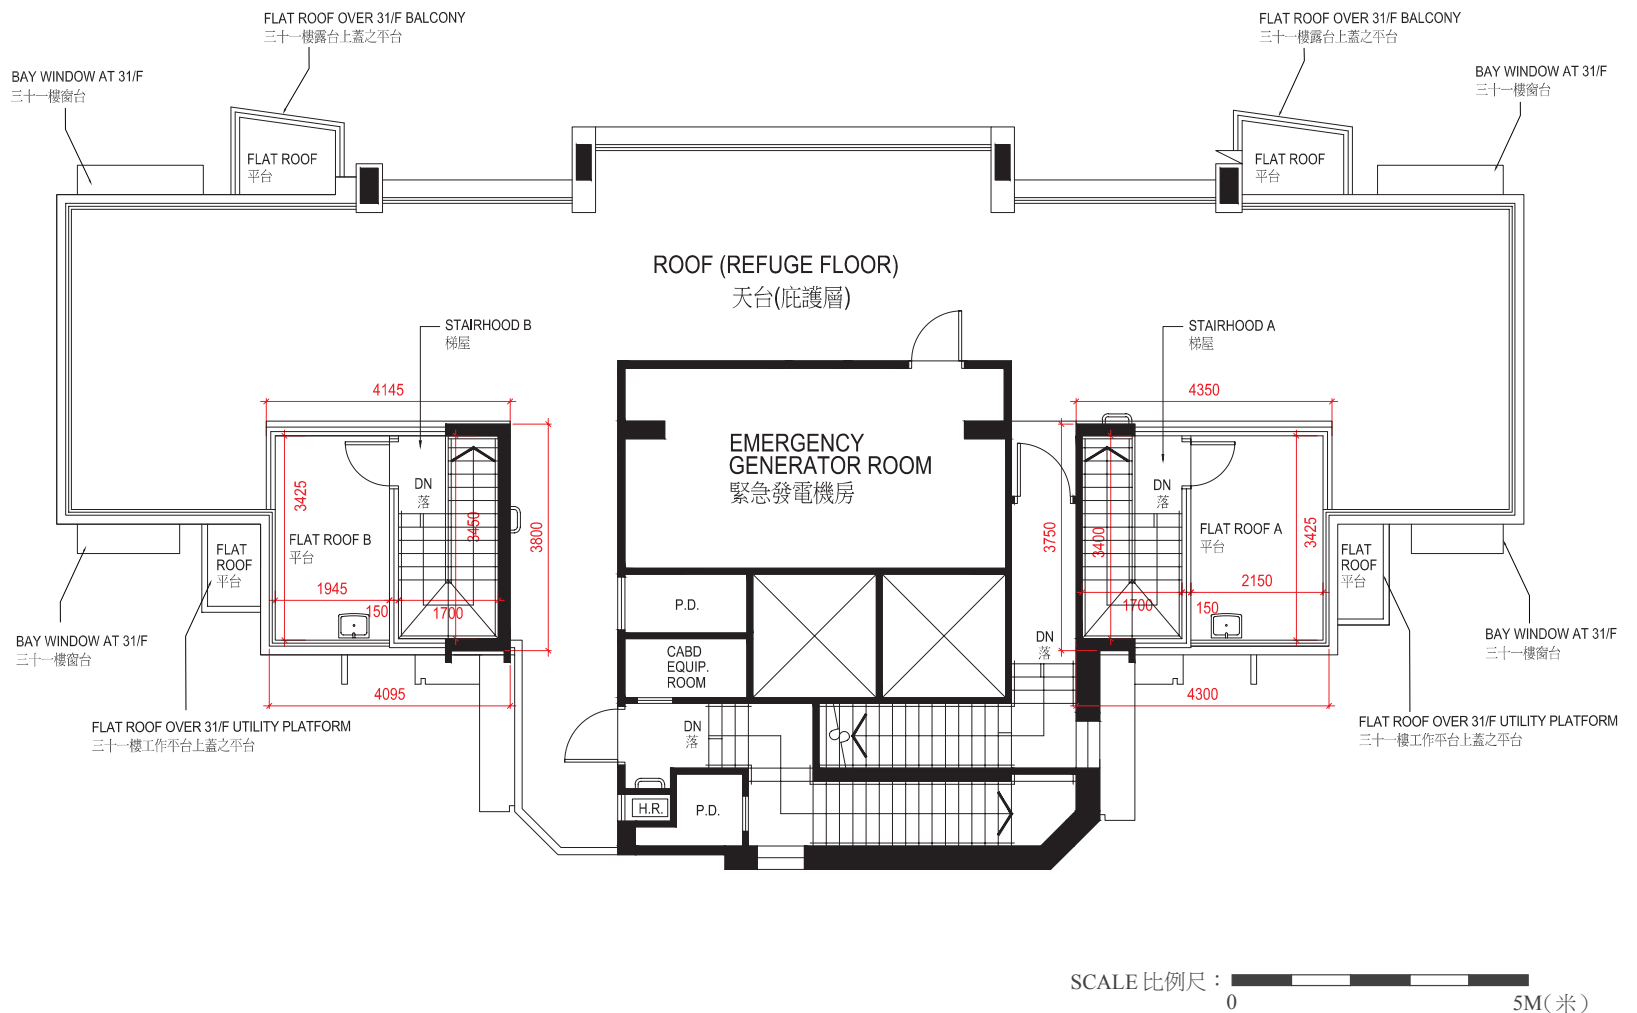 FLAT ROOF OVER 31/F BALCONY
三十一樓露台上蓋之平台
FLAT ROOF OVER 31/F BALCONY
三十一樓露台上蓋之平台
BAY WINDOW AT 31/F
三十一樓窗台
BAY WINDOW AT 31/F
三十一樓窗台
FLAT ROOF
平台
FLAT ROOF
平台
ROOF (REFUGE FLOOR)
天台(庇護層)
STAIRHOOD B
梯屋
STAIRHOOD A
梯屋
4145
4350
EMERGENCY
GENERATOR ROOM
緊急發電機房
DN
落
DN
落
3425
3450
3800
3750
3400
3425
FLAT ROOF B
平台
FLAT ROOF A
平台
FLAT
ROOF
平台
FLAT
ROOF
平台
1945
150
1700
1700
150
2150
P.D.
CABD
EQUIP.
ROOM
DN
落
BAY WINDOW AT 31/F
三十一樓窗台
BAY WINDOW AT 31/F
三十一樓窗台
4095
4300
FLAT ROOF OVER 31/F UTILITY PLATFORM
三十一樓工作平台上蓋之平台
FLAT ROOF OVER 31/F UTILITY PLATFORM
三十一樓工作平台上蓋之平台
DN
落
H.R.
P.D.
SCALE 比例尺：
0
5M(米)